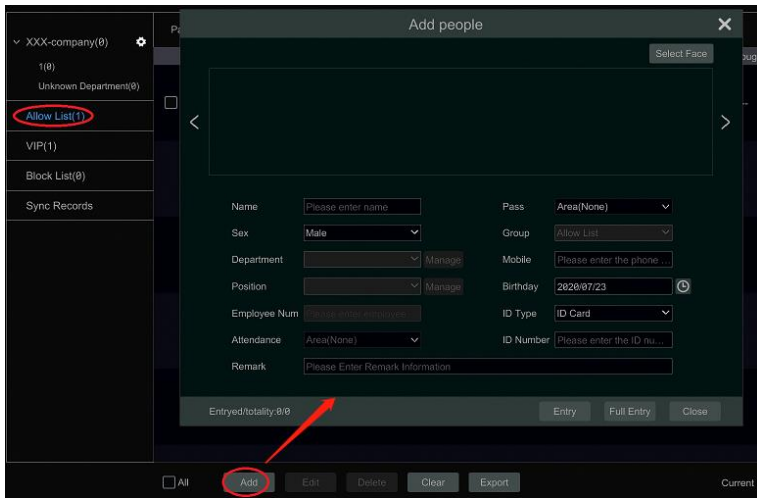 Add people
XXX-company(0)
1(0)
Unknown Department(0)
Allow List(1)
VIP(1)
Block List(0)
Sync Records
Select Face
Name Please enter name Pass Area(None)
Sex Male Group Allow List
Department Manage Mobile Please enter the phone ...
Position Manage Birthday 2020/07/23
Employee Num Please enter employee... ID Type ID Card
Attendance Area(None) ID Number Please enter the ID nu...
Remark Please Enter Remark Information
Entryed/totality:0/0 Entry Full Entry Close
All Add Edit Delete Clear Export Current